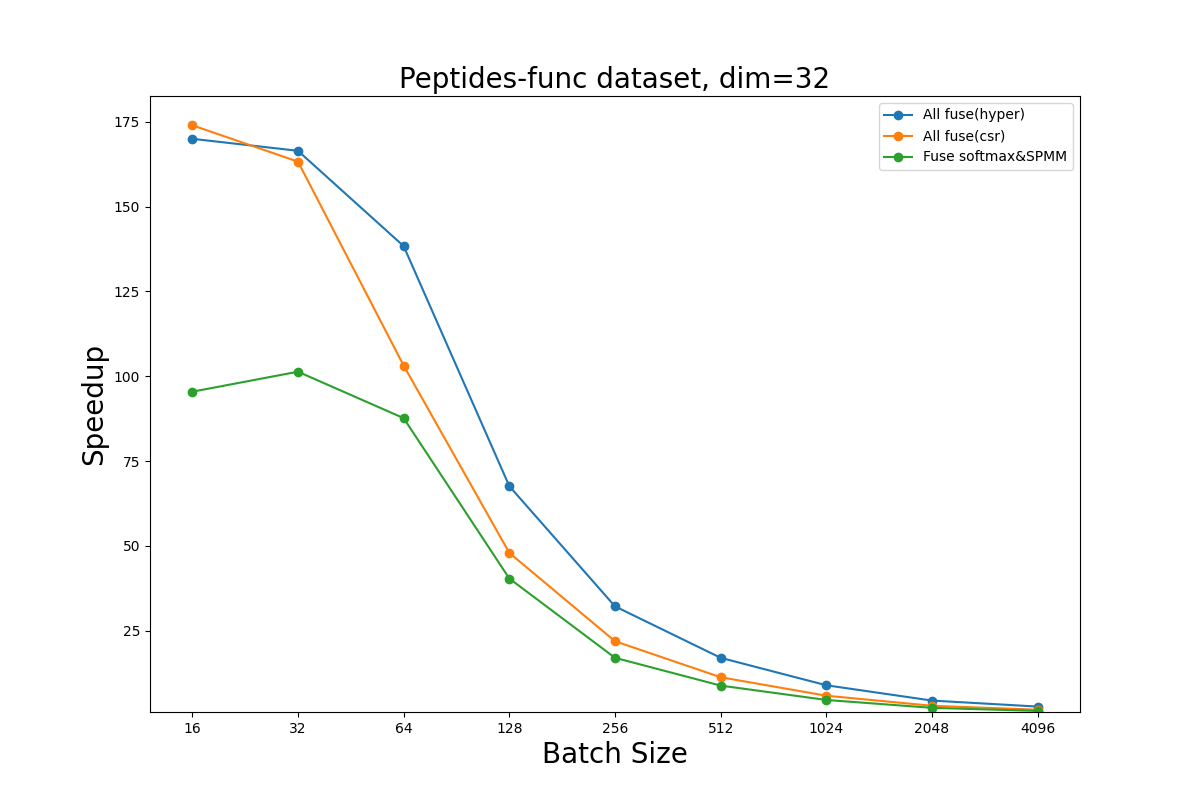 Peptides-func dataset, dim=32
All fuse(hyper)
All fuse(csr)
Fuse softmax&SPMM
175
150
125
100
75
50
25
Speedup
16 32 64 128 256 512 1024 2048 4096
Batch Size